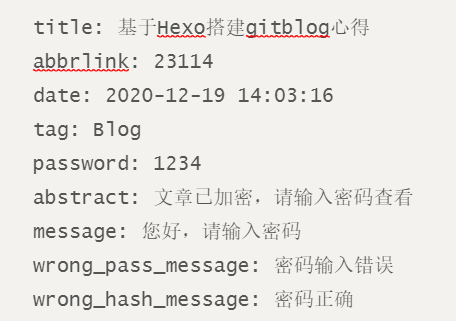 title: 基于Hexo搭建gitblog心得
abbrlink: 23114
date: 2020-12-19 14:03:16
tag: Blog
password: 1234
abstract: 文章已加密，请输入密码查看
message: 您好，请输入密码
wrong_pass_message: 密码输入错误
wrong_hash_message: 密码正确